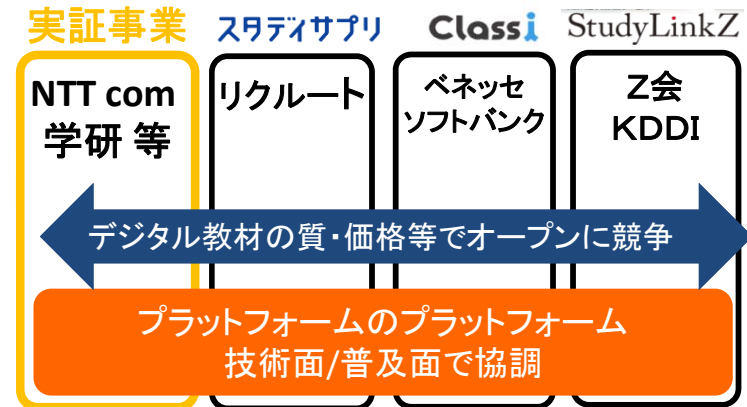 実証事業
スタディサプリ
Classi
StudyLinkZ
NTT com
学研 等
リクルート
ベネッセ
ソフトバンク
Z会
KDDI
デジタル教材の質・価格等でオープンに競争
プラットフォームのプラットフォーム
技術面/普及面で協調